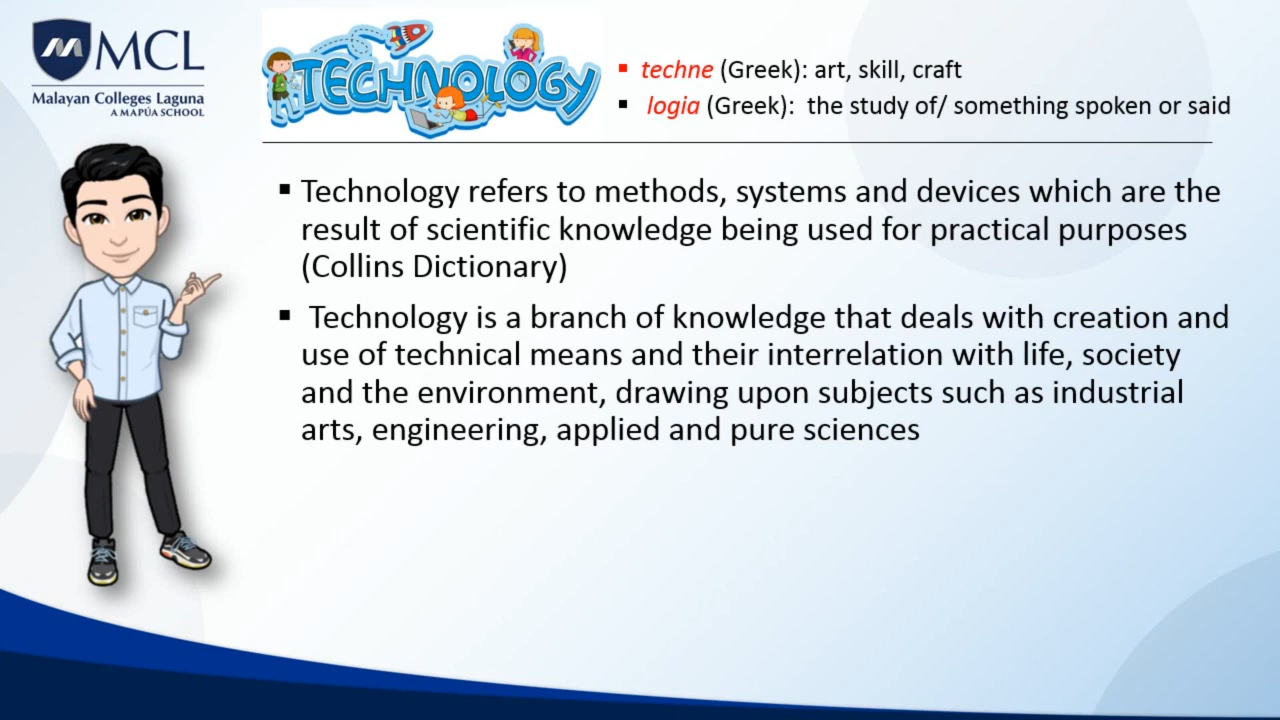 MCL
Malayan Colleges Laguna
A MAPÚA SCHOOL
TECHNOLOGY
▪ techne (Greek): art, skill, craft
▪ logia (Greek): the study of/ something spoken or said
▪ Technology refers to methods, systems and devices which are the
result of scientific knowledge being used for practical purposes
(Collins Dictionary)
▪ Technology is a branch of knowledge that deals with creation and
use of technical means and their interrelation with life, society
and the environment, drawing upon subjects such as industrial
arts, engineering, applied and pure sciences